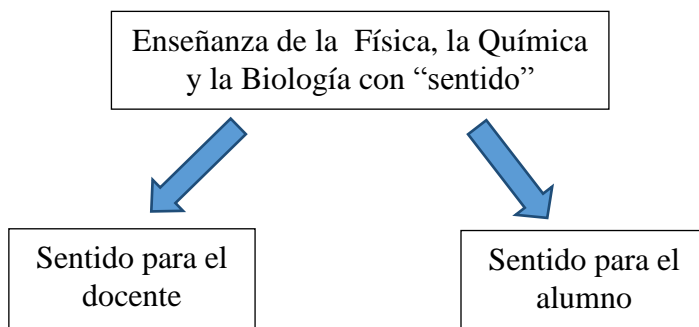 Enseñanza de la Física, la Química
y la Biología con “sentido”
Sentido para el
docente
Sentido para el
alumno